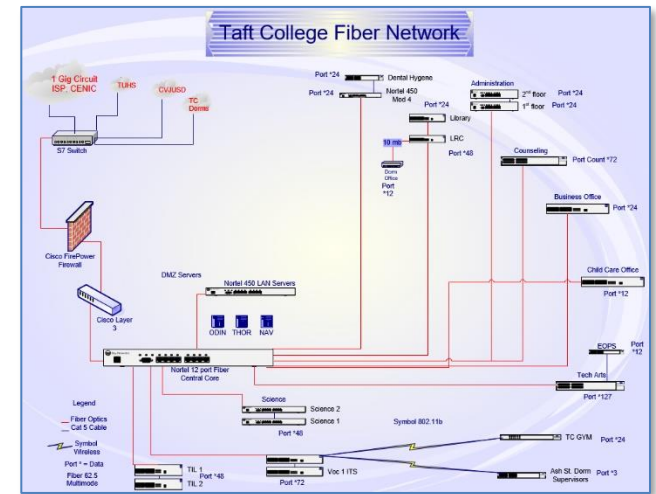 Taft College Fiber Network
1 Gig Circuit
ISP, CENIC
TUHS
CVJUSD
TC
Dorms
S7 Switch
Cisco FirePower
Firewall
Cisco Layer
3
Port *24
Dental Hygene
Port *24
Nortel 450
Med 4
Port *24
Library
10 mb
LRC
Port *48
Dorm
Office
Port
*12
Administration
2nd floor
Port *24
1st floor
Port *24
Counseling
Port Count *72
Business Office
Port *24
Child Care Office
Port *12
DMZ Servers
Nortel 450 LAN Servers
ODIN
THOR
NAV
EOPS
Port
*12
Tech Arts
Port *127
Nortel 12 port Fiber
Central Core
Science
Science 2
Science 1
Port *48
Symbol 802.11b
Legend
Fiber Optics
Cat 5 Cable
Symbol
Wireless
Port * = Data
Fiber 62.5
Multimode
TIL 1
TIL 2
Port *48
Voc 1 ITS
Port *72
TC GYM
Port *24
Ash St. Dorm
Supervisors
Port *3